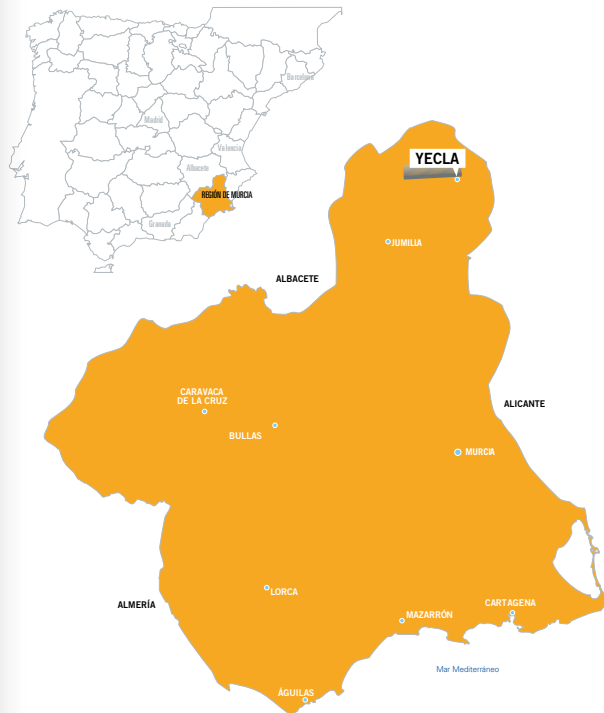 Barcelona
Madrid
Valencia
Albacete
REGIÓN DE MURCIA
Granada
YECLA
JUMILIA
ALBACETE
CARAVACA
DE LA CRUZ
ALICANTE
BULLAS
MURCIA
LORCA
ALMERÍA
CARTAGENA
MAZARRÓN
Mar Mediterráneo
ÁGUILAS